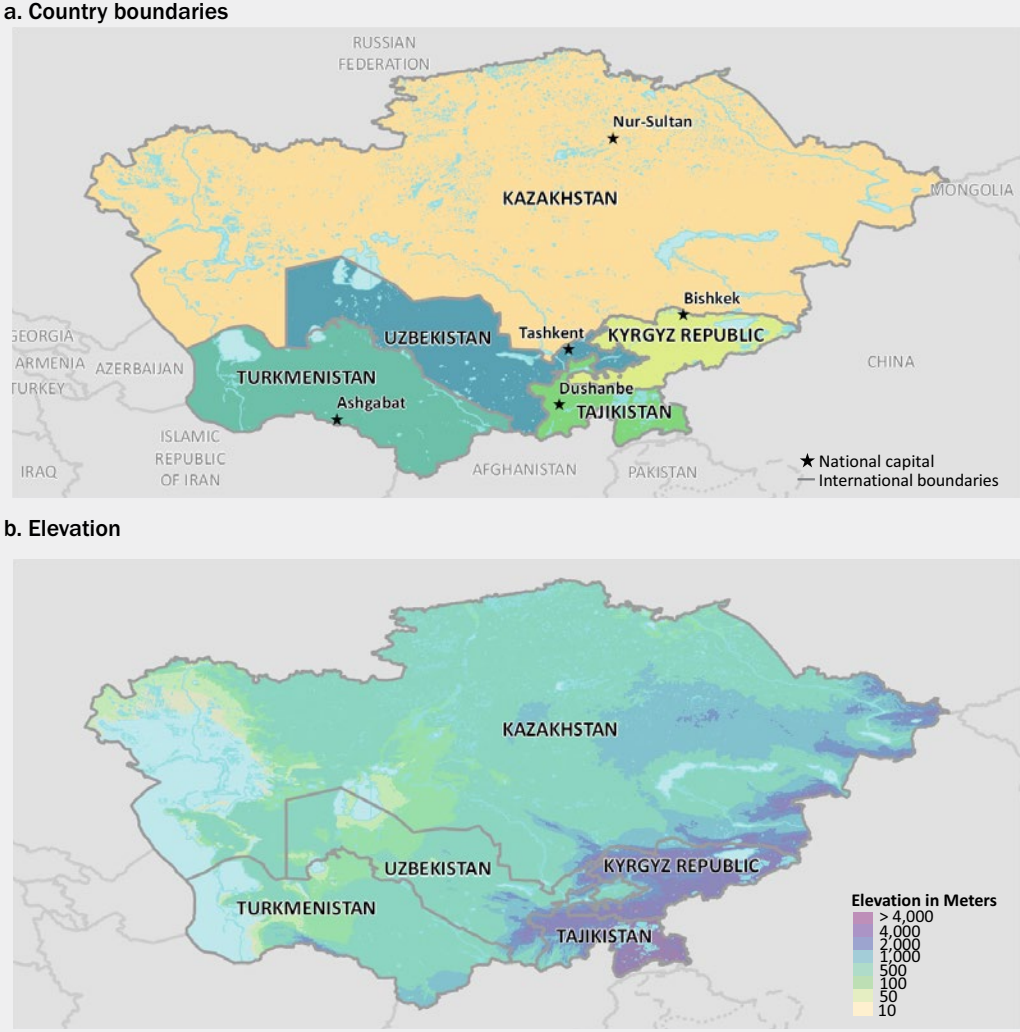 a. Country boundaries
RUSSIAN
FEDERATION
Nur-Sultan
KAZAKHSTAN
MONGOLIA
Bishkek
GEORGIA
UZBEKISTAN
Tashkent
KYRGYZ REPUBLIC
ARMENIA
AZERBAIJAN
CHINA
TURKMENISTAN
TURKEY
Dushanbe
Ashgabat
TAJIKISTAN
ISLAMIC
REPUBLIC
OF IRAN
IRAQ
AFGHANISTAN
PAKISTAN
National capital
International boundaries
b. Elevation
KAZAKHSTAN
UZBEKISTAN
KYRGYZ REPUBLIC
TURKMENISTAN
TAJIKISTAN
Elevation in Meters
> 4,000
4,000
2,000
1,000
500
100
50
10